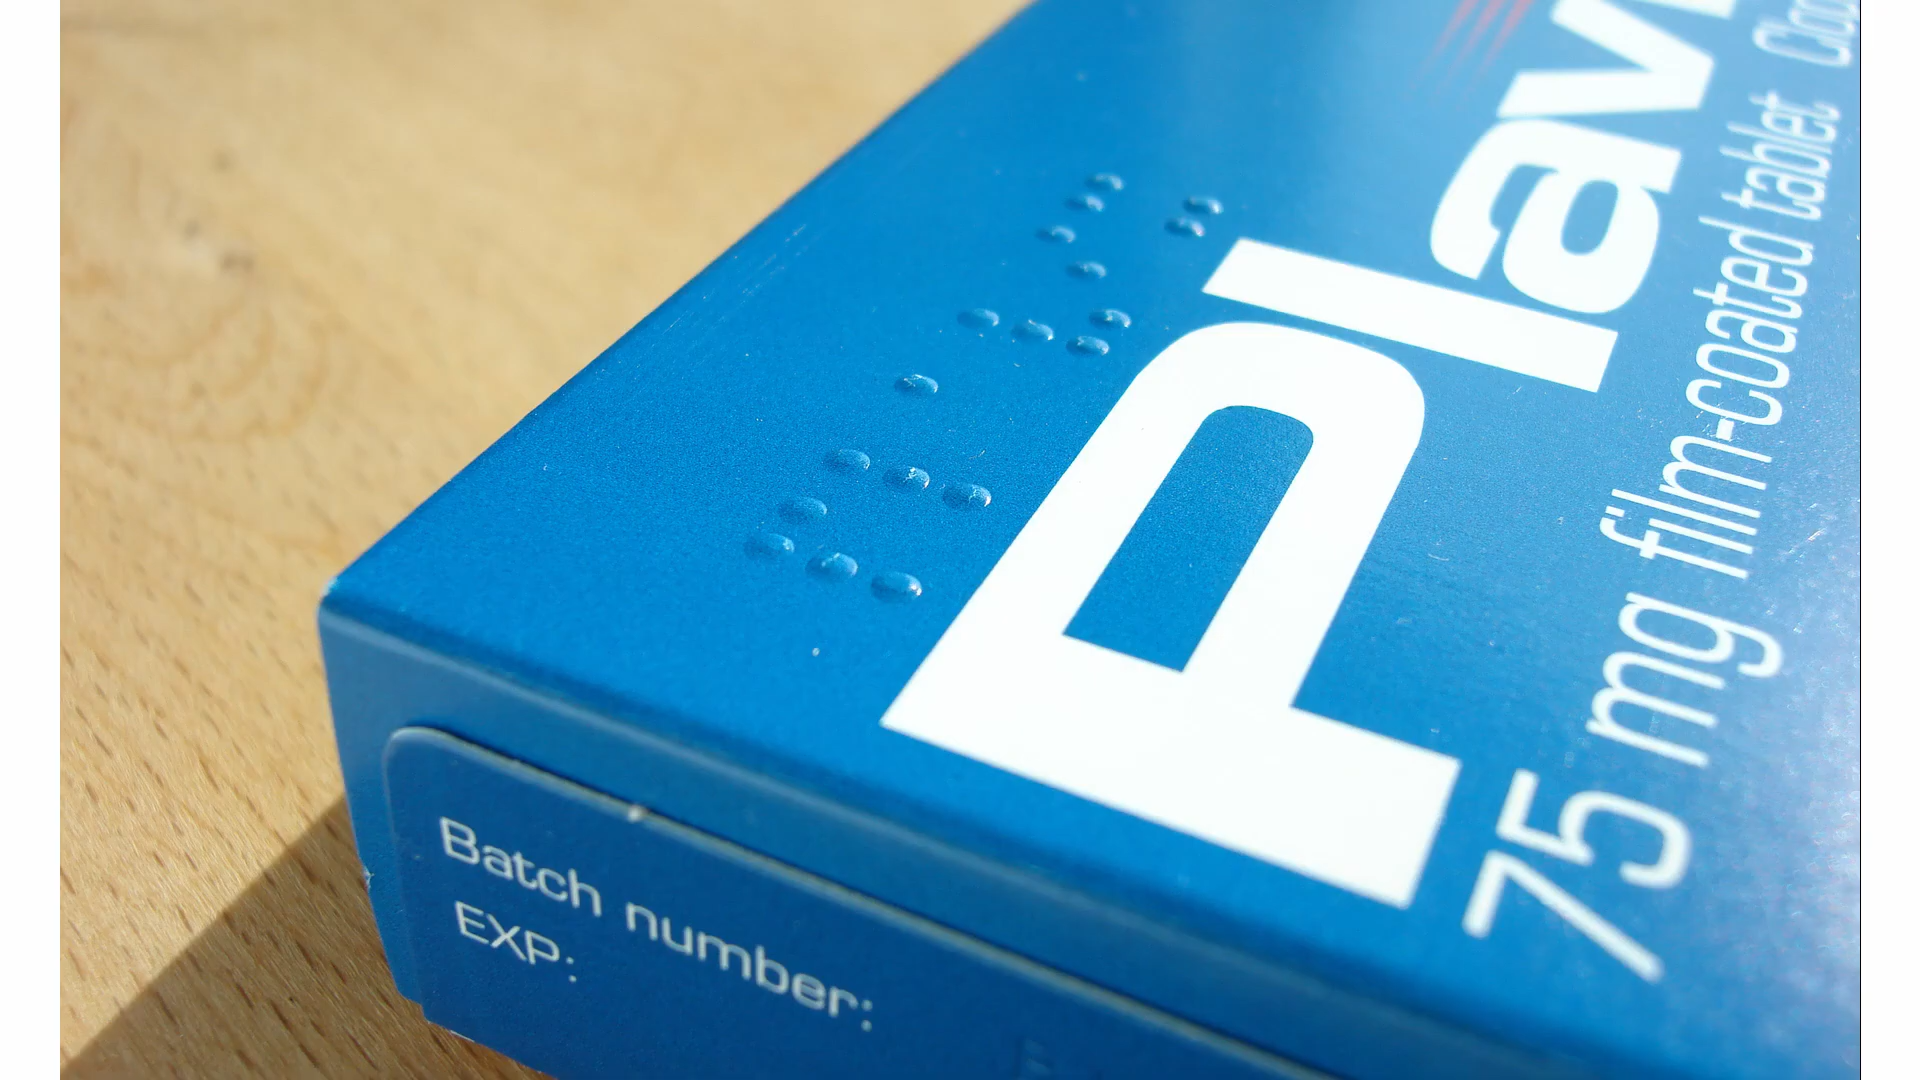 ⠏⠇⠁⠧⠊⠭
Plav
75 mg film-coated tablet
Batch number:
EXP: